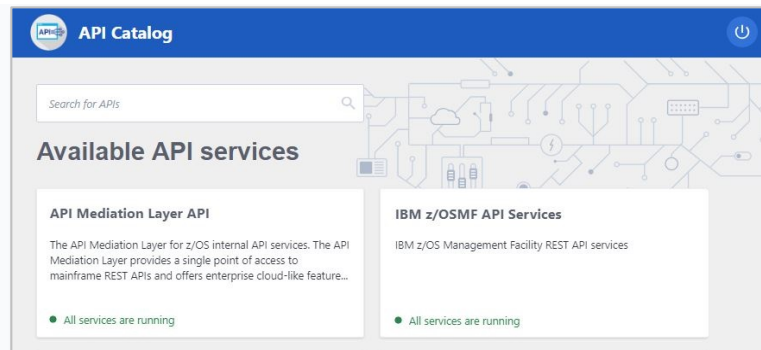 API
API Catalog
Search for APIs
Available API services
API Mediation Layer API
The API Mediation Layer for z/OS internal API services. The API
Mediation Layer provides a single point of access to
mainframe REST APIs and offers enterprise cloud-like feature...
All services are running
IBM z/OSMF API Services
IBM z/OS Management Facility REST API services
All services are running